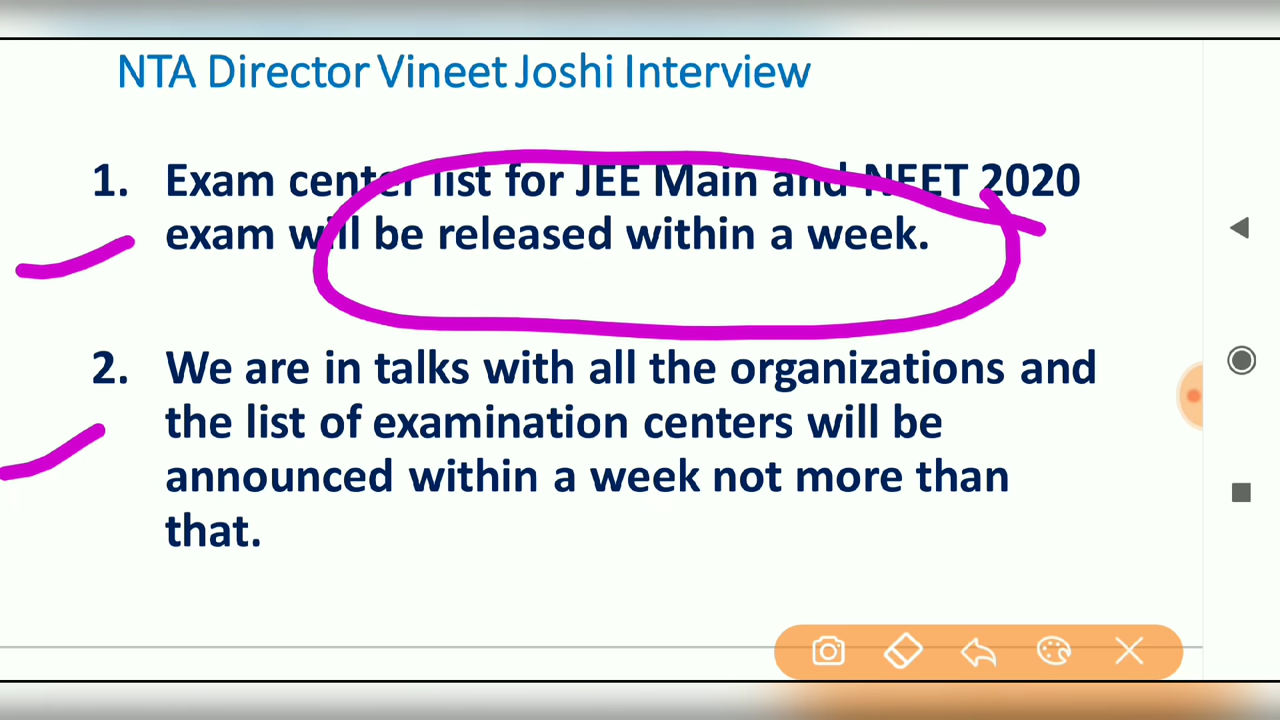 NTA Director Vineet Joshi Interview
1. Exam center list for JEE Main and NEET 2020
exam will be released within a week.
2. We are in talks with all the organizations and
the list of examination centers will be
announced within a week not more than
that.